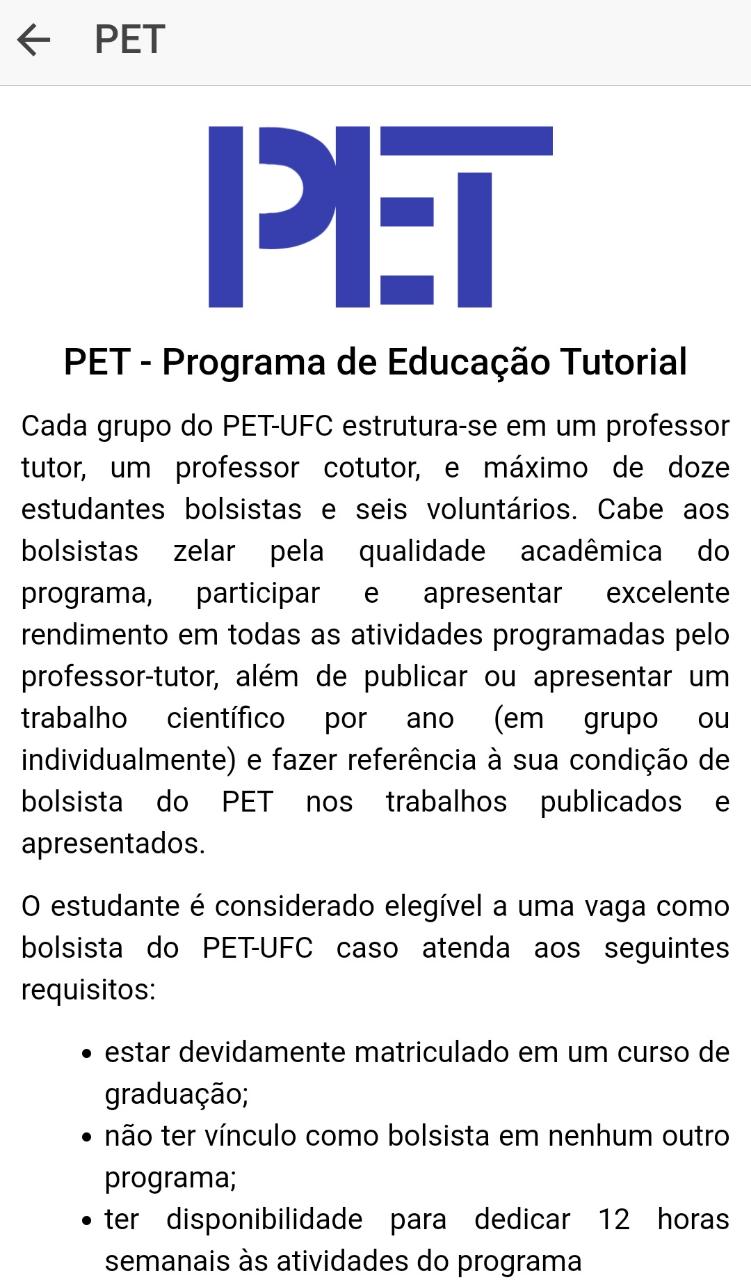 PET
PET
PET - Programa de Educação Tutorial
Cada grupo do PET-UFC estrutura-se em um professor
tutor, um professor cotutor, e máximo de doze
estudantes bolsistas e seis voluntários. Cabe aos
bolsistas zelar pela qualidade acadêmica do
programa, participar e apresentar excelente
rendimento em todas as atividades programadas pelo
professor-tutor, além de publicar ou apresentar um
trabalho científico por ano (em grupo ou
individualmente) e fazer referência à sua condição de
bolsista do PET nos trabalhos publicados e
apresentados.
O estudante é considerado elegível a uma vaga como
bolsista do PET-UFC caso atenda aos seguintes
requisitos:
• estar devidamente matriculado em um curso de
graduação;
• não ter vínculo como bolsista em nenhum outro
programa;
• ter disponibilidade para dedicar 12 horas
semanais às atividades do programa